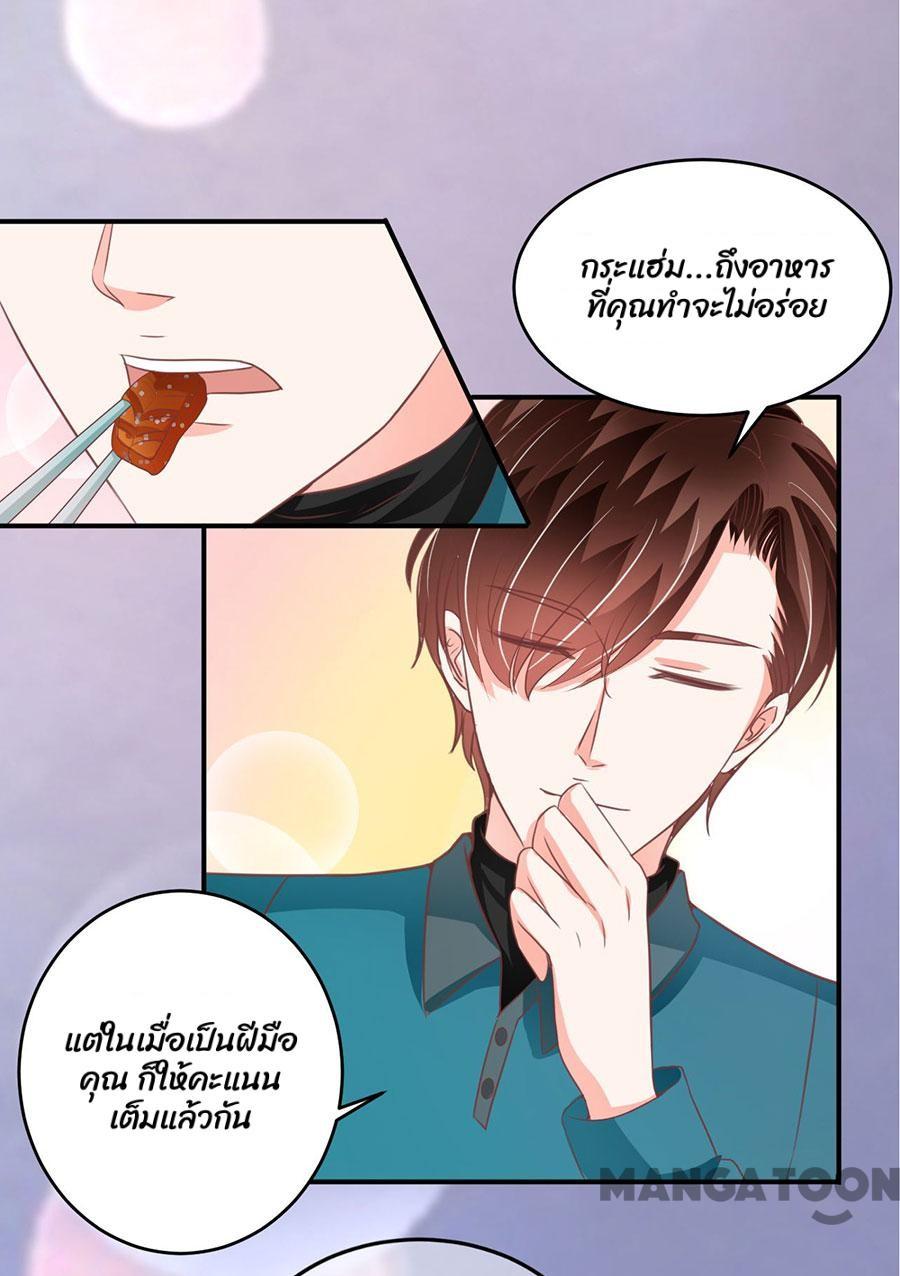 กระแฮ่ม...ถึงอาหาร
ที่คุณทำจะไม่อร่อย
แต่ในเมื่อเป็นฝีมือ
คุณ ก็ให้คะแนน
เต็มแล้วกัน
MANGATOON